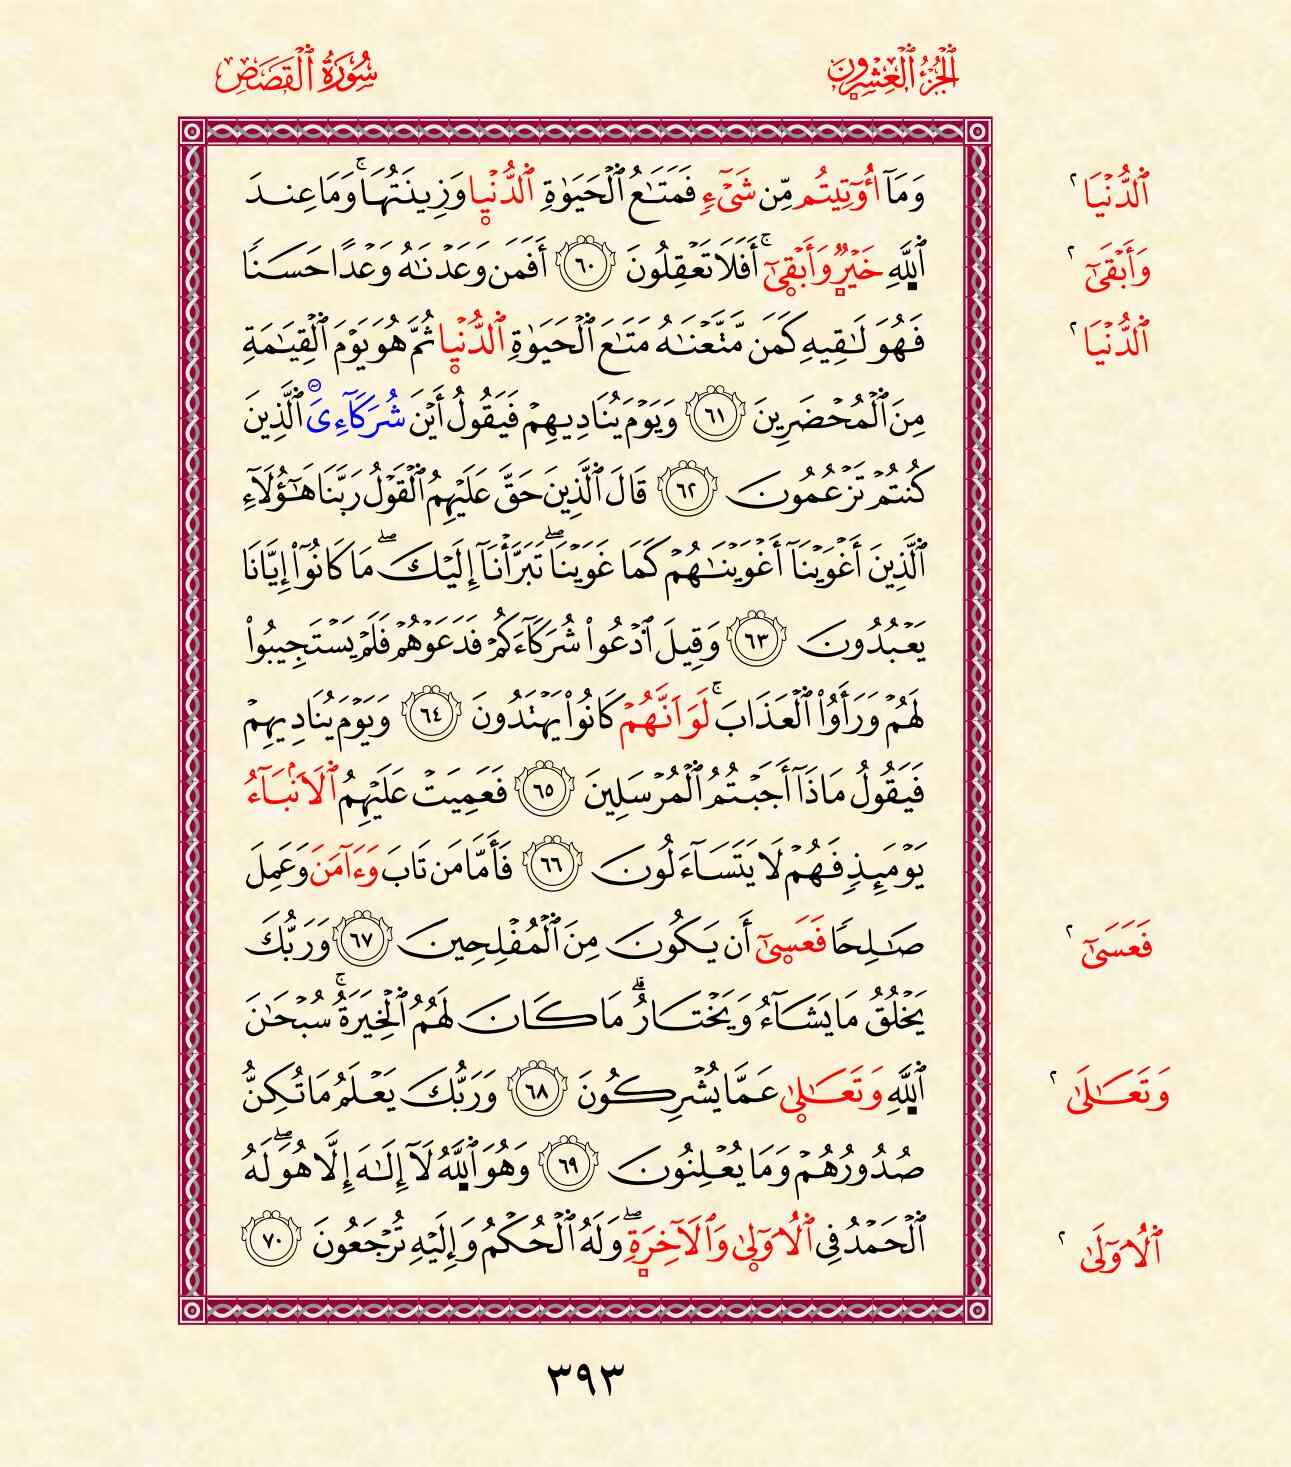 ٱلْجُزْءُ ٱلْعِشْرُونَ
سُورَةُ ٱلْقَصَصِ
وَمَآ أُوٓتِيتُم مِّن شَىْءٍ فَمَتَٰعُ ٱلْحَيَوٰةِ ٱلدُّنْيٜا وَزِينَتُهَاۚ وَمَا عِندَ
ٱلدُّنْيَا ٢
ٱللَّهِ خَيْرٌ وَأَبْقٜىٰٓۚ أَفَلَا تَعْقِلُونَ ٦٠ أَفَمَن وَعَدْنَٰهُ وَعْدًا حَسَنًا
وَأَبْقَىٰٓ ٢
فَهُوَ لَٰقِيهِ كَمَن مَّتَّعْنَٰهُ مَتَٰعَ ٱلْحَيَوٰةِ ٱلدُّنْيٜا ثُمَّ هُوَ يَوْمَ ٱلْقِيَٰمَةِ
ٱلدُّنْيَا ٢
مِنَ ٱلْمُحْضَرِينَ ٦١ وَيَوْمَ يُنَادِيهِمْ فَيَقُولُ أَيْنَ شُرَكَآءِىَ ٱلَّذِينَ
كُنتُمْ تَزْعُمُونَ ٦٢ قَالَ ٱلَّذِينَ حَقَّ عَلَيْهِمُ ٱلْقَوْلُ رَبَّنَا هَٰٓؤُلَآءِ
ٱلَّذِينَ أَغْوَيْنَآ أَغْوَيْنَٰهُمْ كَمَا غَوَيْنَاۖ تَبَرَّأْنَآ إِلَيْكَۖ مَا كَانُوٓا۟ إِيَّانَا
يَعْبُدُونَ ٦٣ وَقِيلَ ٱدْعُوا۟ شُرَكَآءَكُمْ فَدَعَوْهُمْ فَلَمْ يَسْتَجِيبُوا۟
لَهُمْ وَرَأَوُا۟ ٱلْعَذَابَۚ لَوَ اَنَّهُمْ كَانُوا۟ يَهْتَدُونَ ٦٤ وَيَوْمَ يُنَادِيهِمْ
فَيَقُولُ مَاذَآ أَجَبْتُمُ ٱلْمُرْسَلِينَ ٦٥ فَعَمِيَتْ عَلَيْهِمُ ٱلَانۢبَآءُ
يَوْمَئِذٍ فَهُمْ لَا يَتَسَآءَلُونَ ٦٦ فَأَمَّا مَن تَابَ وَءَامَنَ وَعَمِلَ
صَٰلِحًا فَعَسٜىٰٓ أَن يَكُونَ مِنَ ٱلْمُفْلِحِينَ ٦٧ وَرَبُّكَ
فَعَسَىٰٓ ٢
يَخْلُقُ مَا يَشَآءُ وَيَخْتَارُۗ مَا كَانَ لَهُمُ ٱلْخِيَرَةُۚ سُبْحَٰنَ
ٱللَّهِ وَتَعَٰلٜىٰ عَمَّا يُشْرِكُونَ ٦٨ وَرَبُّكَ يَعْلَمُ مَا تُكِنُّ
وَتَعَٰلَىٰ ٢
صُدُورُهُمْ وَمَا يُعْلِنُونَ ٦٩ وَهُوَ ٱللَّهُ لَآ إِلَٰهَ إِلَّا هُوَۖ لَهُ
ٱلْحَمْدُ فِى ٱلُاوٓلٜىٰ وَٱلَآٰخِرَةِۖ وَلَهُ ٱلْحُكْمُ وَإِلَيْهِ تُرْجَعُونَ ٧٠
ٱلُاوٓلَىٰ ٢
٣٩٣